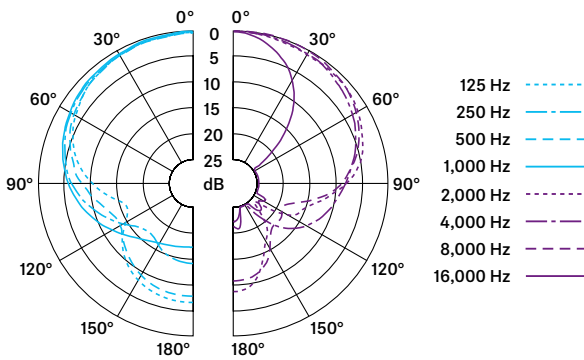 0° 0°
30° 0 30°
5
10
60° 15 60°
20
25
90° dB 90°
120° 120°
150° 150°
180° 180°
125 Hz
250 Hz
500 Hz
1,000 Hz
2,000 Hz
4,000 Hz
8,000 Hz
16,000 Hz